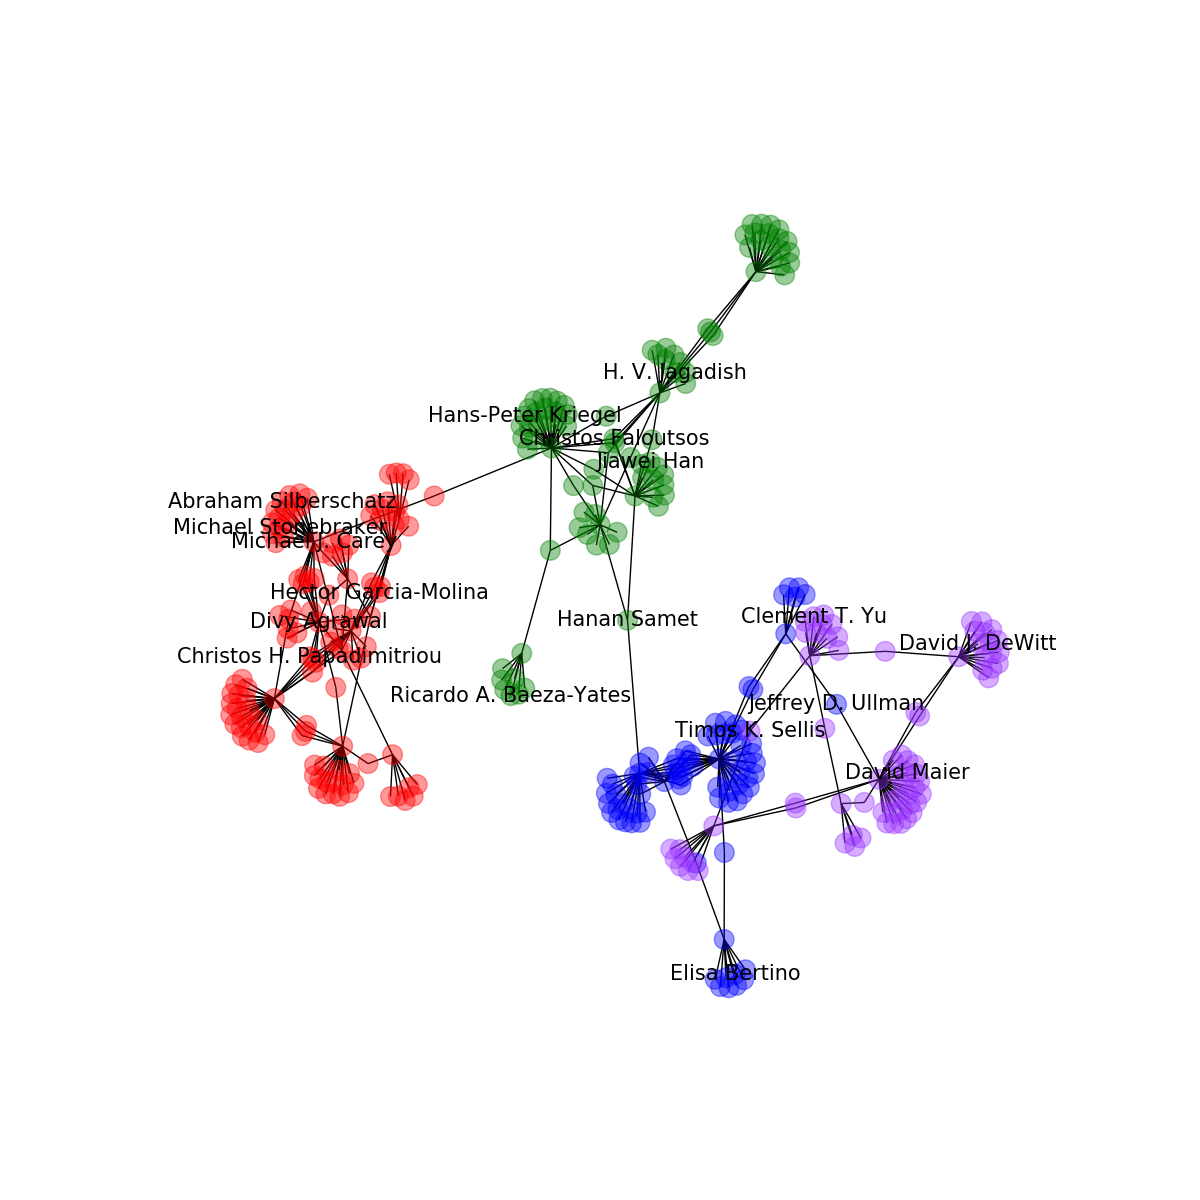 H. V. Jagadish
Hans-Peter Kriegel
Christos Faloutsos
Jiawei Han
Abraham Silberschatz
Michael Stonebraker
Michael J. Carey
Hector Garcia-Molina
Divy Agrawal
Hanan Samet
Clement T. Yu
David J. DeWitt
Christos H. Papadimitriou
Ricardo A. Baeza-Yates
Jeffrey D. Ullman
Timos K. Sellis
David Maier
Elisa Bertino